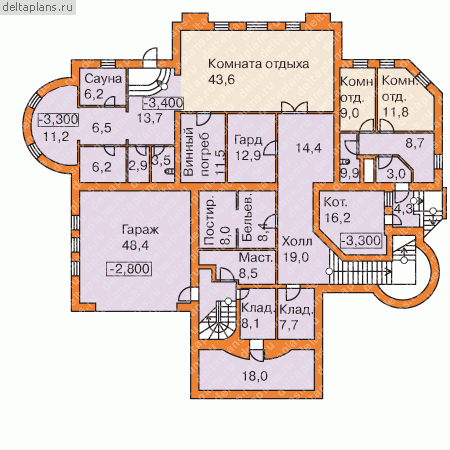 deltaplans.ru
Сауна
6,2
Комната отдыха
43,6
Комн.
отд.
9,0
Комн.
отд.
11,8
-3,400
13,7
-3,300
11,2
6,5
6,2
2,9
3,5
Винный
погреб
11,5
Гард
12,9
14,4
8,7
9,9
3,0
4,3
Кот.
16,2
-3,300
Гараж
48,4
-2,800
Постир.
8,0
Бельев.
8,4
Холл
19,0
Маст.
8,5
Клад.
8,1
Клад.
7,7
18,0